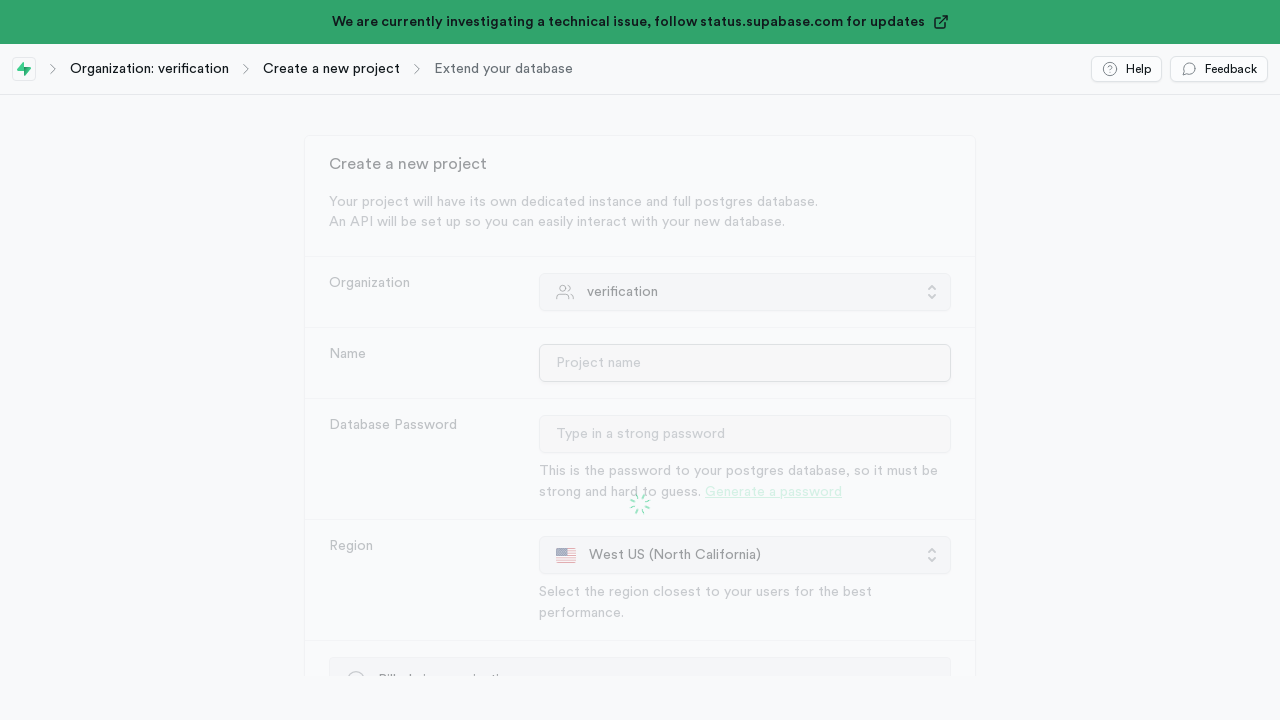 We are currently investigating a technical issue, follow status.supabase.com for updates
Organization: verification
Create a new project
Extend your database
Help
Feedback
Create a new project
Your project will have its own dedicated instance and full postgres database.
An API will be set up so you can easily interact with your new database.
Organization
verification
Name
Project name
Database Password
Type in a strong password
This is the password to your postgres database, so it must be
strong and hard to guess. Generate a password
Region
West US (North California)
Select the region closest to your users for the best
performance.